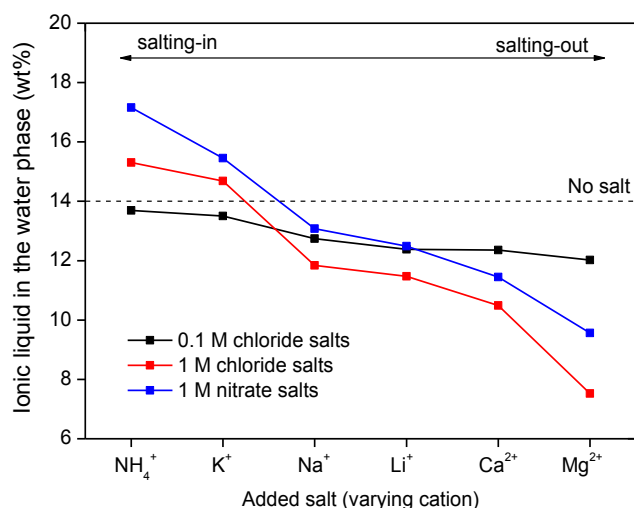 20
18
16
14
12
10
8
6
Ionic liquid in the water phase (wt%)
salting-in
salting-out
No salt
0.1 M chloride salts
1 M chloride salts
1 M nitrate salts
NH₄⁺ K⁺ Na⁺ Li⁺ Ca²⁺ Mg²⁺
Added salt (varying cation)